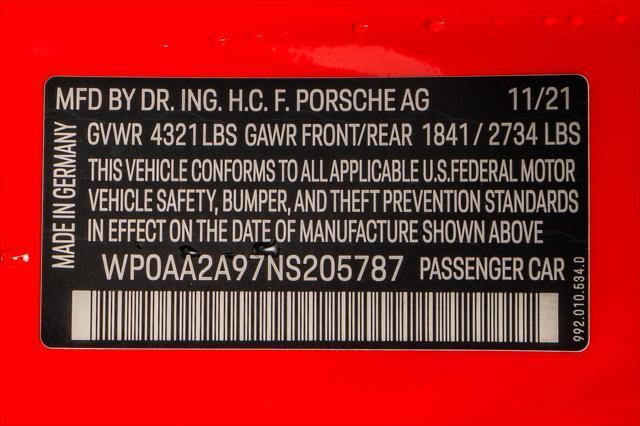 MFD BY DR. ING. H.C. F. PORSCHE AG 11/21
GVWR 4321 LBS GAWR FRONT/REAR 1841 / 2734 LBS
THIS VEHICLE CONFORMS TO ALL APPLICABLE U.S.FEDERAL MOTOR
VEHICLE SAFETY, BUMPER, AND THEFT PREVENTION STANDARDS
IN EFFECT ON THE DATE OF MANUFACTURE SHOWN ABOVE
WP0AA2A97NS205787 PASSENGER CAR
MADE IN GERMANY
992.010.534.D